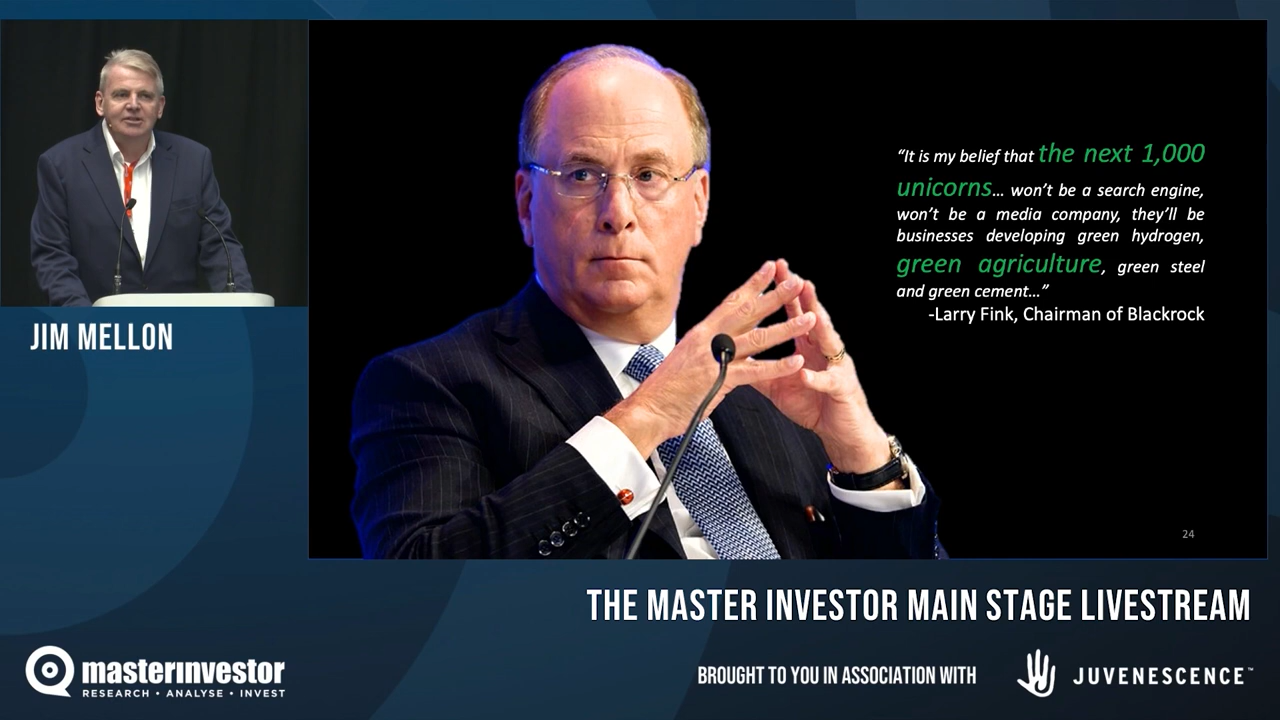 “It is my belief that the next 1,000
unicorns... won’t be a search engine,
won’t be a media company, they’ll be
businesses developing green hydrogen,
green agriculture, green steel
and green cement...”
-Larry Fink, Chairman of Blackrock
JIM MELLON
24
THE MASTER INVESTOR MAIN STAGE LIVESTREAM
masterinvestor
RESEARCH • ANALYSE • INVEST
BROUGHT TO YOU IN ASSOCIATION WITH
JUVENESCENCE™